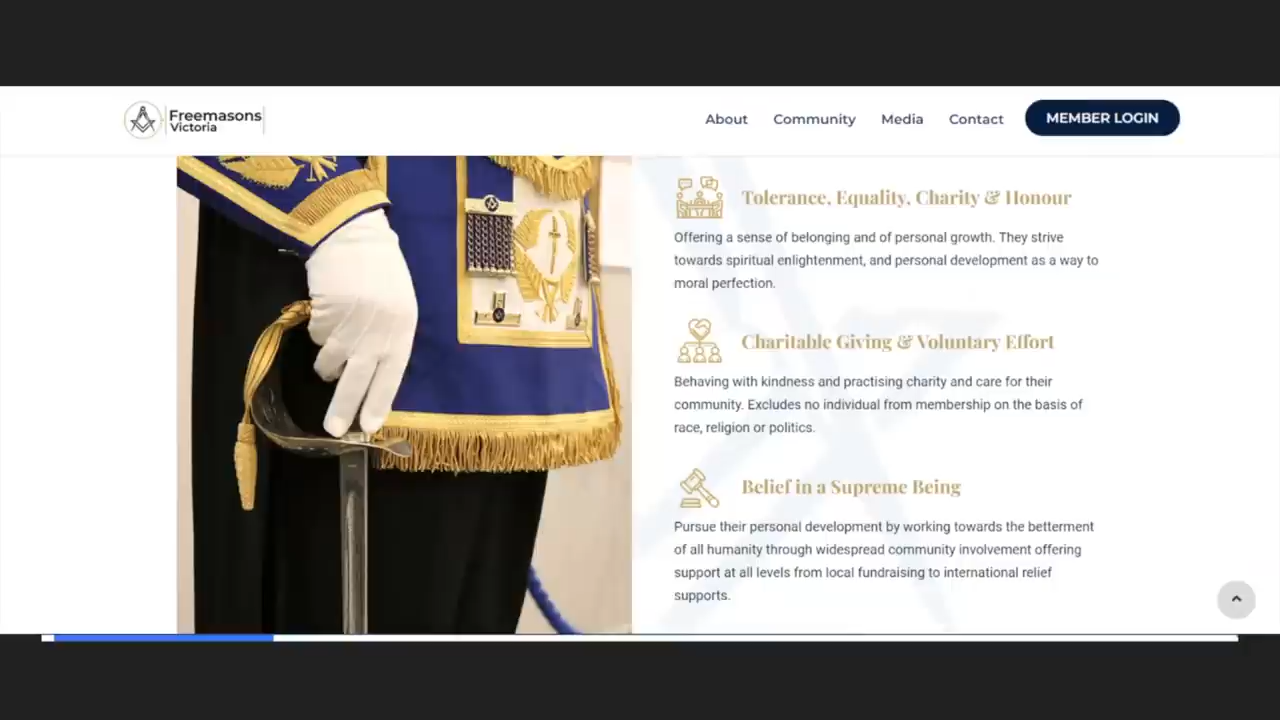 Freemasons
Victoria
About
Community
Media
Contact
MEMBER LOGIN
Tolerance, Equality, Charity & Honour
Offering a sense of belonging and of personal growth. They strive
towards spiritual enlightenment, and personal development as a way to
moral perfection.
Charitable Giving & Voluntary Effort
Behaving with kindness and practising charity and care for their
community. Excludes no individual from membership on the basis of
race, religion or politics.
Belief in a Supreme Being
Pursue their personal development by working towards the betterment
of all humanity through widespread community involvement offering
support at all levels from local fundraising to international relief
supports.